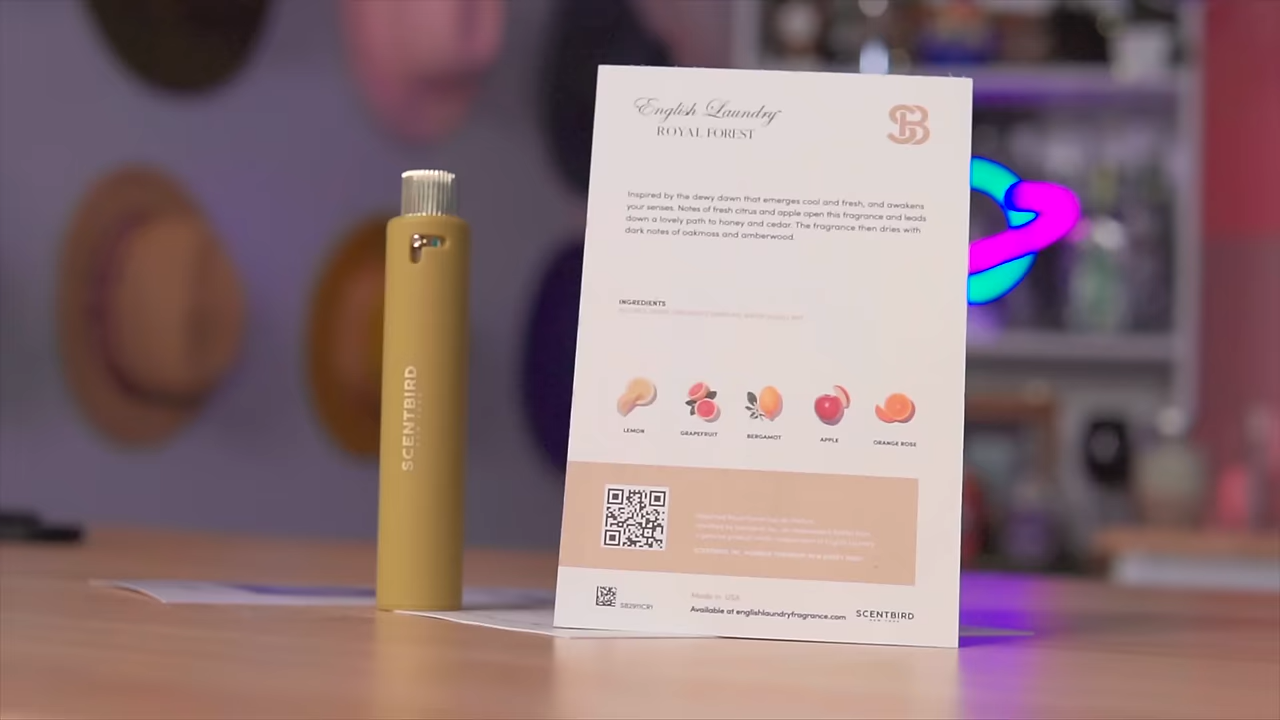 SCENTBIRD
English Laundry
ROYAL FOREST
SB
Inspired by the dewy dawn that emerges cool and fresh, and awakens
your senses. Notes of fresh citrus and apple open this fragrance and leads
down a lovely path to honey and cedar. The fragrance then dries with
dark notes of oakmoss and amberwood.
INGREDIENTS
LEMON
GRAPEFRUIT
BERGAMOT
APPLE
ORANGE ROSE
Made in USA
Available at englishlaundryfragrance.com
SCENTBIRD
NEW YORK